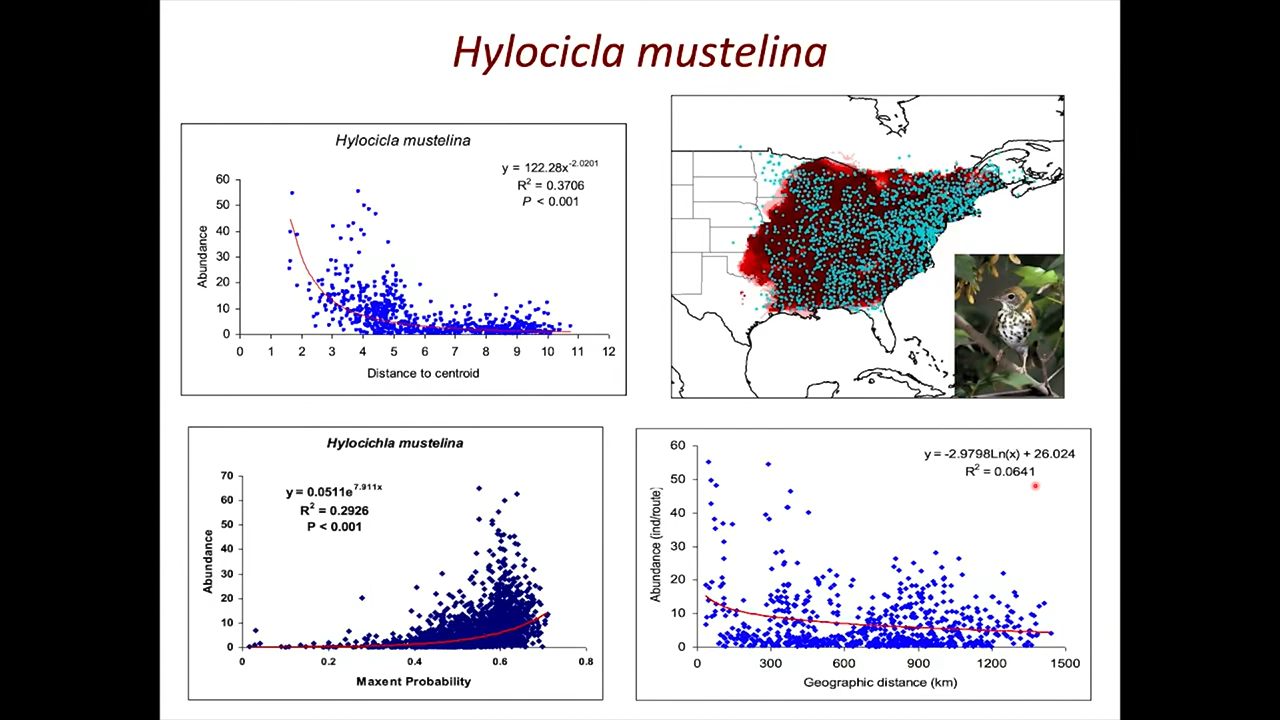 Hylocicla mustelina
Hylocicla mustelina
y = 122.28x^-2.0201
R² = 0.3706
P < 0.001
Abundance
60
50
40
30
20
10
0
0 1 2 3 4 5 6 7 8 9 10 11 12
Distance to centroid
Hylocichla mustelina
y = 0.0511e^7.911x
R² = 0.2926
P < 0.001
Abundance
70
60
50
40
30
20
10
0
0 0.2 0.4 0.6 0.8
Maxent Probability
y = -2.9798Ln(x) + 26.024
R² = 0.0641
Abundance (ind/route)
60
50
40
30
20
10
0
0 300 600 900 1200 1500
Geographic distance (km)